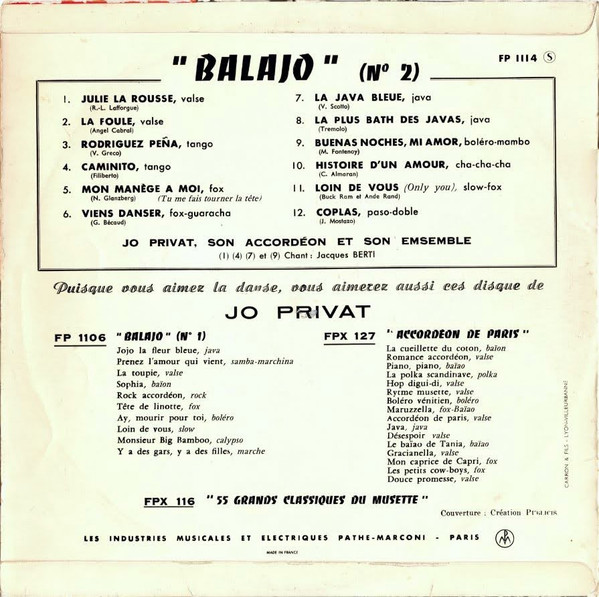 FP 1114 S
" BALAJO " (Nº 2)
1. JULIE LA ROUSSE, valse
(R.-L. Lafforgue)
2. LA FOULE, valse
(Angel Cabral)
3. RODRIGUEZ PEÑA, tango
(V. Greco)
4. CAMINITO, tango
(Filiberto)
5. MON MANÈGE A MOI, fox
(N. Glanzberg) (Tu me fais tourner la tête)
6. VIENS DANSER, fox-guaracha
(G. Bécaud)
7. LA JAVA BLEUE, java
(V. Scotto)
8. LA PLUS BATH DES JAVAS, java
(Tremolo)
9. BUENAS NOCHES, MI AMOR, boléro-mambo
(M. Fontenoy)
10. HISTOIRE D'UN AMOUR, cha-cha-cha
(C. Almeran)
11. LOIN DE VOUS (Only you), slow-fox
(Buck Ram et Ande Rand)
12. COPLAS, paso-doble
(J. Mostazo)
JO PRIVAT, SON ACCORDÉON ET SON EMSEMBLE
(1) (4) (7) et (9) Chant : Jacques BERTI
Puisque vous aimez la danse, vous aimerez aussi ces disque de
JO PRIVAT
FP 1106 "BALAJO" (Nº 1)
Jojo la fleur bleue, java
Prenez l'amour qui vient, samba-marchina
La toupie, valse
Sophia, baïon
Rock accordéon, rock
Tête de linotte, fox
Ay, mourir pour toi, boléro
Loin de vous, slow
Monsieur Big Bamboo, calypso
Y a des gars, y a des filles, marche
FPX 127 " ACCORDEON DE PARIS "
La cueillette du coton, baïon
Romance accordéon, valse
Piano, piano, baïao
La polka scandinave, polka
Hop digui-di, valse
Rytme musette, valse
Boléro vénitien, boléro
Maruzzella, fox-Baïao
Accordéon de paris, valse
Java, java
Désespoir valse
Le baïao de Tania, baïao
Gracianella, valse
Mon caprice de Capri, fox
Les petits cow-boys, fox
Douce promesse, valse
FPX 116 " 55 GRANDS CLASSIQUES DU MUSETTE "
Couverture : Création PUBLICIS
LES INDUSTRIES MUSICALES ET ELECTRIQUES PATHE-MARCONI - PARIS
MADE IN FRANCE
CARRON & FILS - LYON-VILLEURBANNE